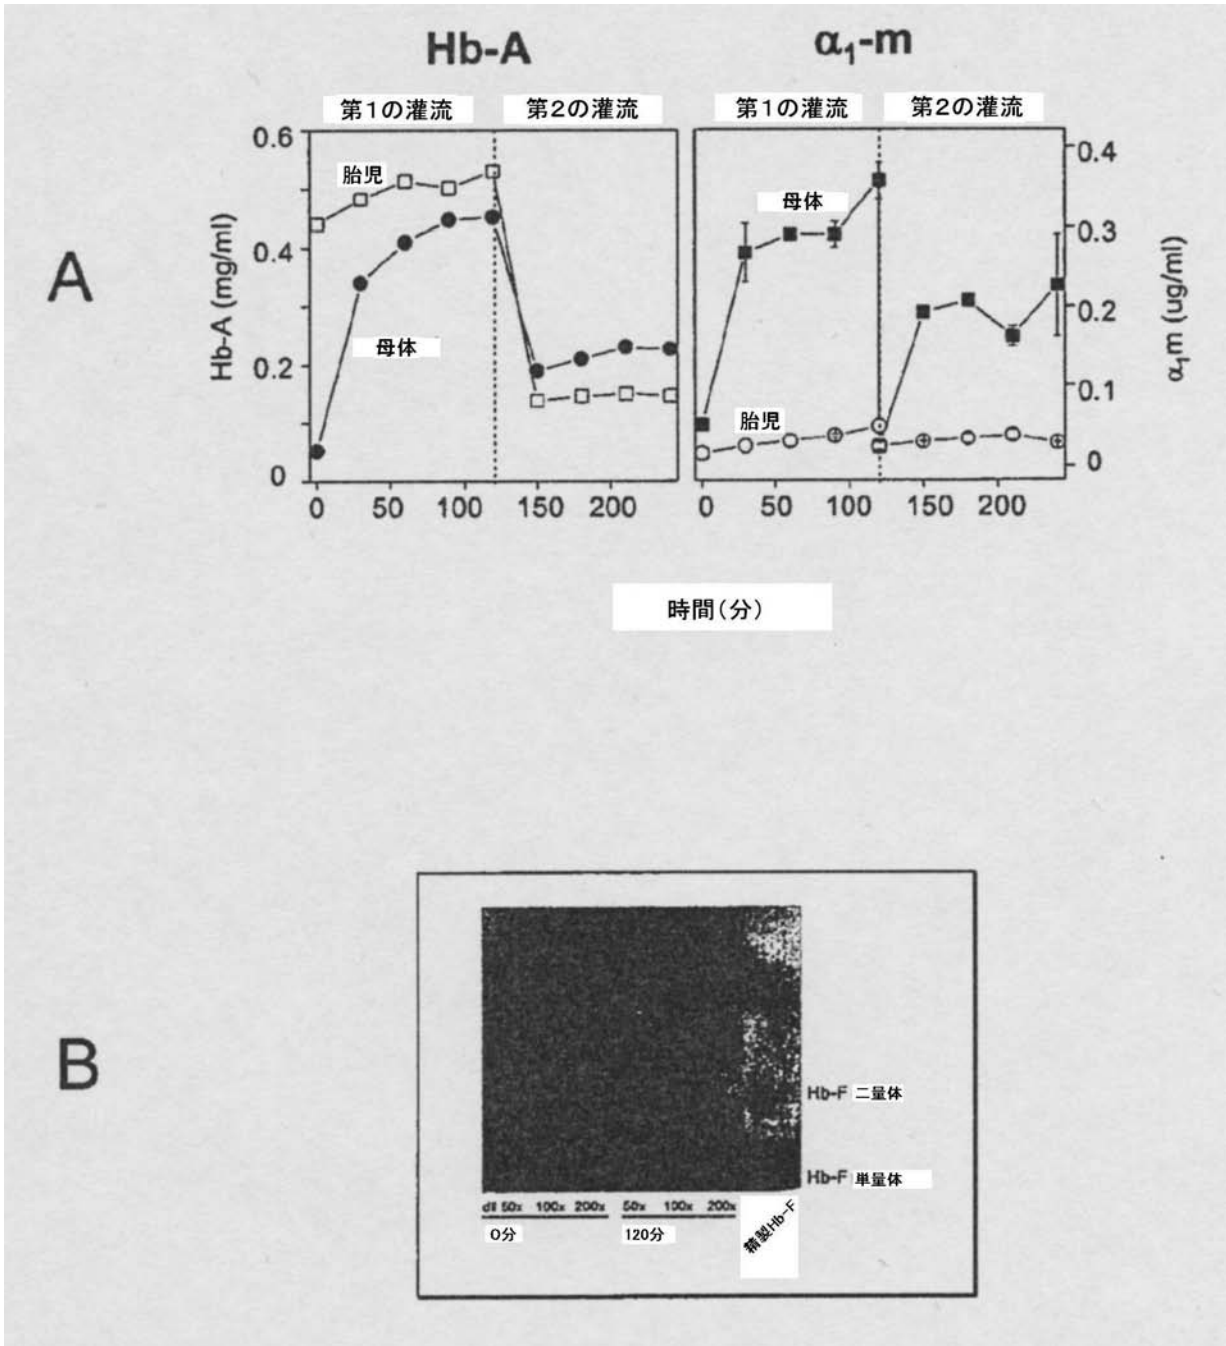 Hb-A
α1-m
第1の灌流
第2の灌流
第1の灌流
第2の灌流
A
Hb-A (mg/ml)
0.6
0.4
0.2
0
胎児
母体
0 50 100 150 200
母体
胎児
0 50 100 150 200
0.4
0.3
0.2
0.1
0
α1m (ug/ml)
時間(分)
B
Hb-F 二量体
Hb-F 単量体
dil 50x 100x 200x
50x 100x 200x
0分
120分
精製Hb-F